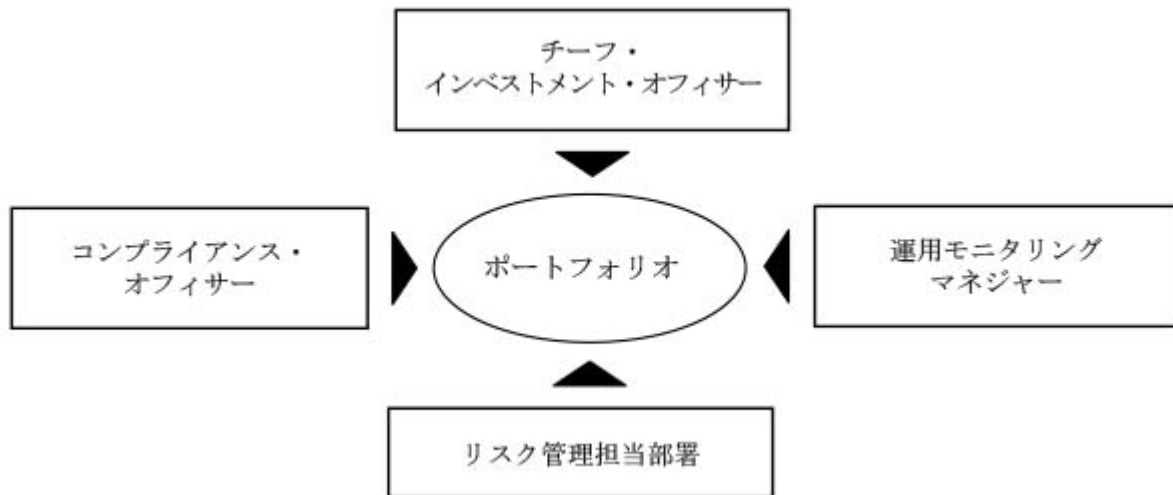 チーフ・
インベストメント・オフィサー
コンプライアンス・
オフィサー
ポートフォリオ
運用モニタリング
マネジャー
リスク管理担当部署